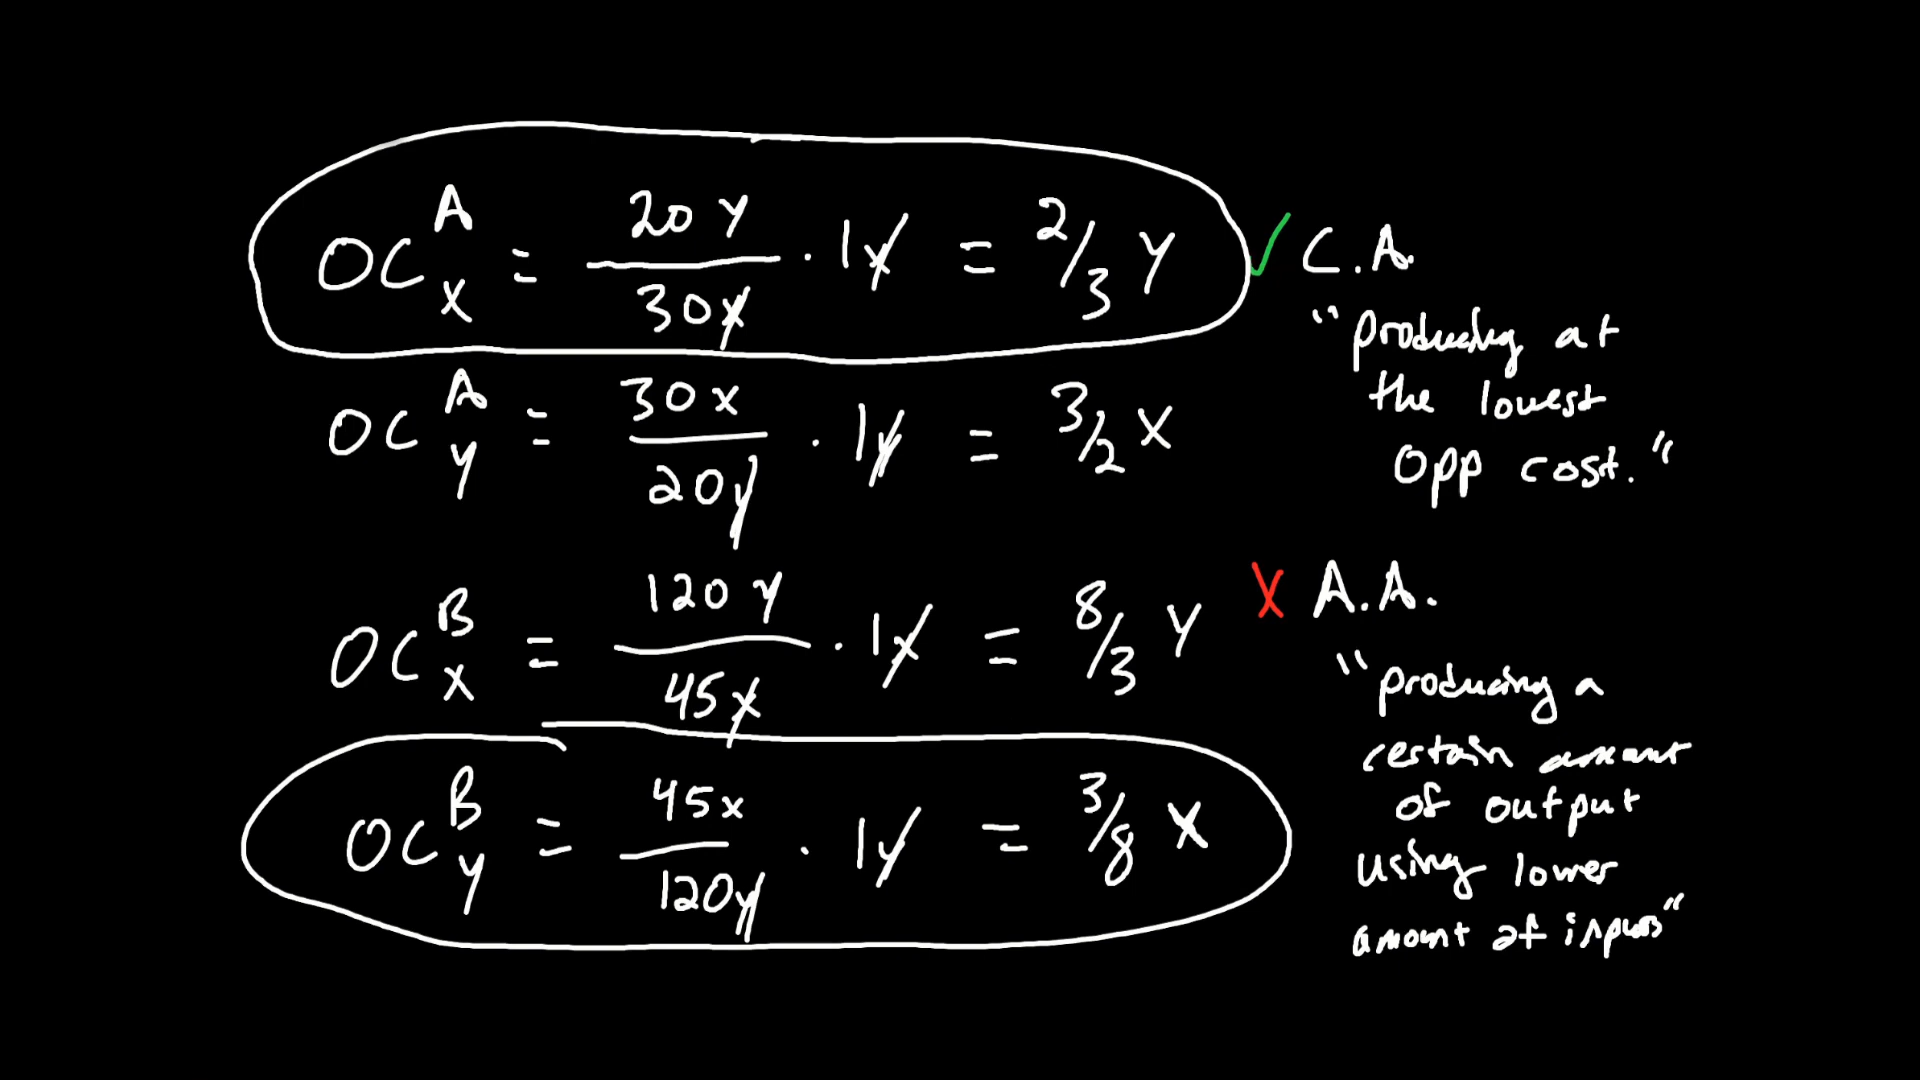 OC^A_X = 20Y/30X · 1X = 2/3 Y
✓ C.A.
"producing at
the lowest
opp cost."
OC^A_Y = 30X/20Y · 1Y = 3/2 X
OC^B_X = 120Y/45X · 1X = 8/3 Y
X A.A.
"producing a
certain amount
of output
using lower
amount of inputs"
OC^B_Y = 45X/120Y · 1Y = 3/8 X